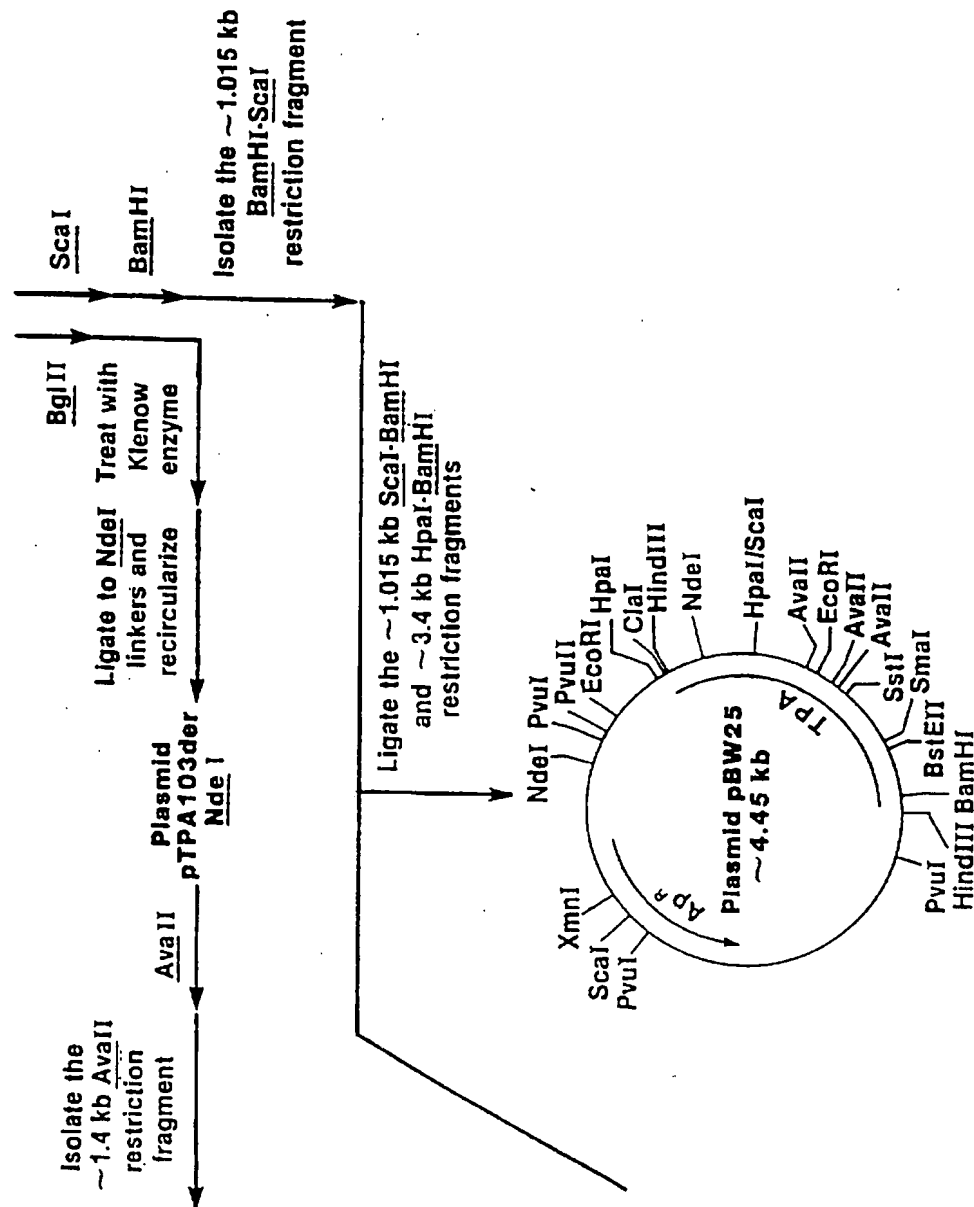 ScaI
BamHI
Isolate the ~1.015 kb
BamHI-ScaI
restriction fragment
BglII
Treat with
Klenow
enzyme
Ligate to NdeI
linkers and
recircularize
Plasmid
pTPA103der
NdeI
AvaII
Isolate the
~1.4 kb AvaII
restriction
fragment
Ligate the ~1.015 kb ScaI-BamHI
and ~3.4 kb HpaI-BamHI
restriction fragments
NdeI
PvuI
PvuII
EcoRI
HpaI
ClaI
HindIII
NdeI
HpaI/ScaI
AvaII
EcoRI
AvaII
AvaII
SstI
SmaI
BstEII
BamHI
HindIII
PvuI
PvuI
ScaI
XmnI
ApR
TPA
Plasmid pBW25
~4.45 kb